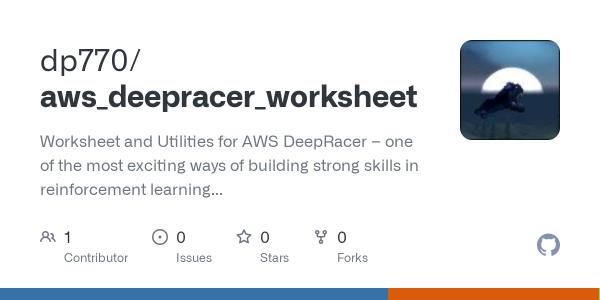 dp770/
aws_deepracer_worksheet
Worksheet and Utilities for AWS DeepRacer – one
of the most exciting ways of building strong skills in
reinforcement learning...
1 0 0 0
Contributor Issues Stars Forks